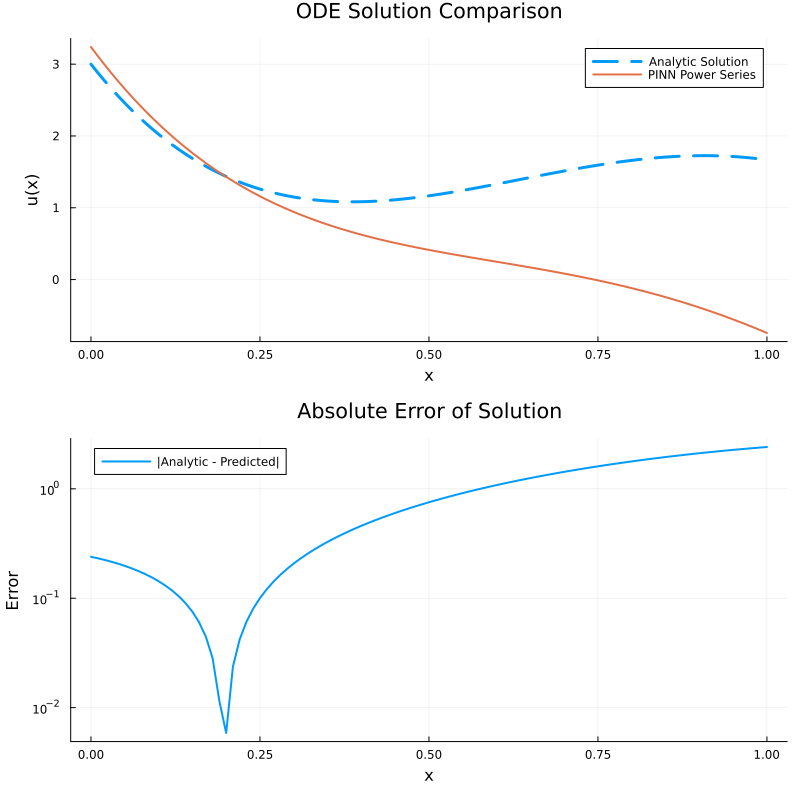 ODE Solution Comparison
Analytic Solution
PINN Power Series
u(x)
3
2
1
0
0.00 0.25 0.50 0.75 1.00
x
Absolute Error of Solution
|Analytic - Predicted|
Error
10⁰
10⁻¹
10⁻²
0.00 0.25 0.50 0.75 1.00
x